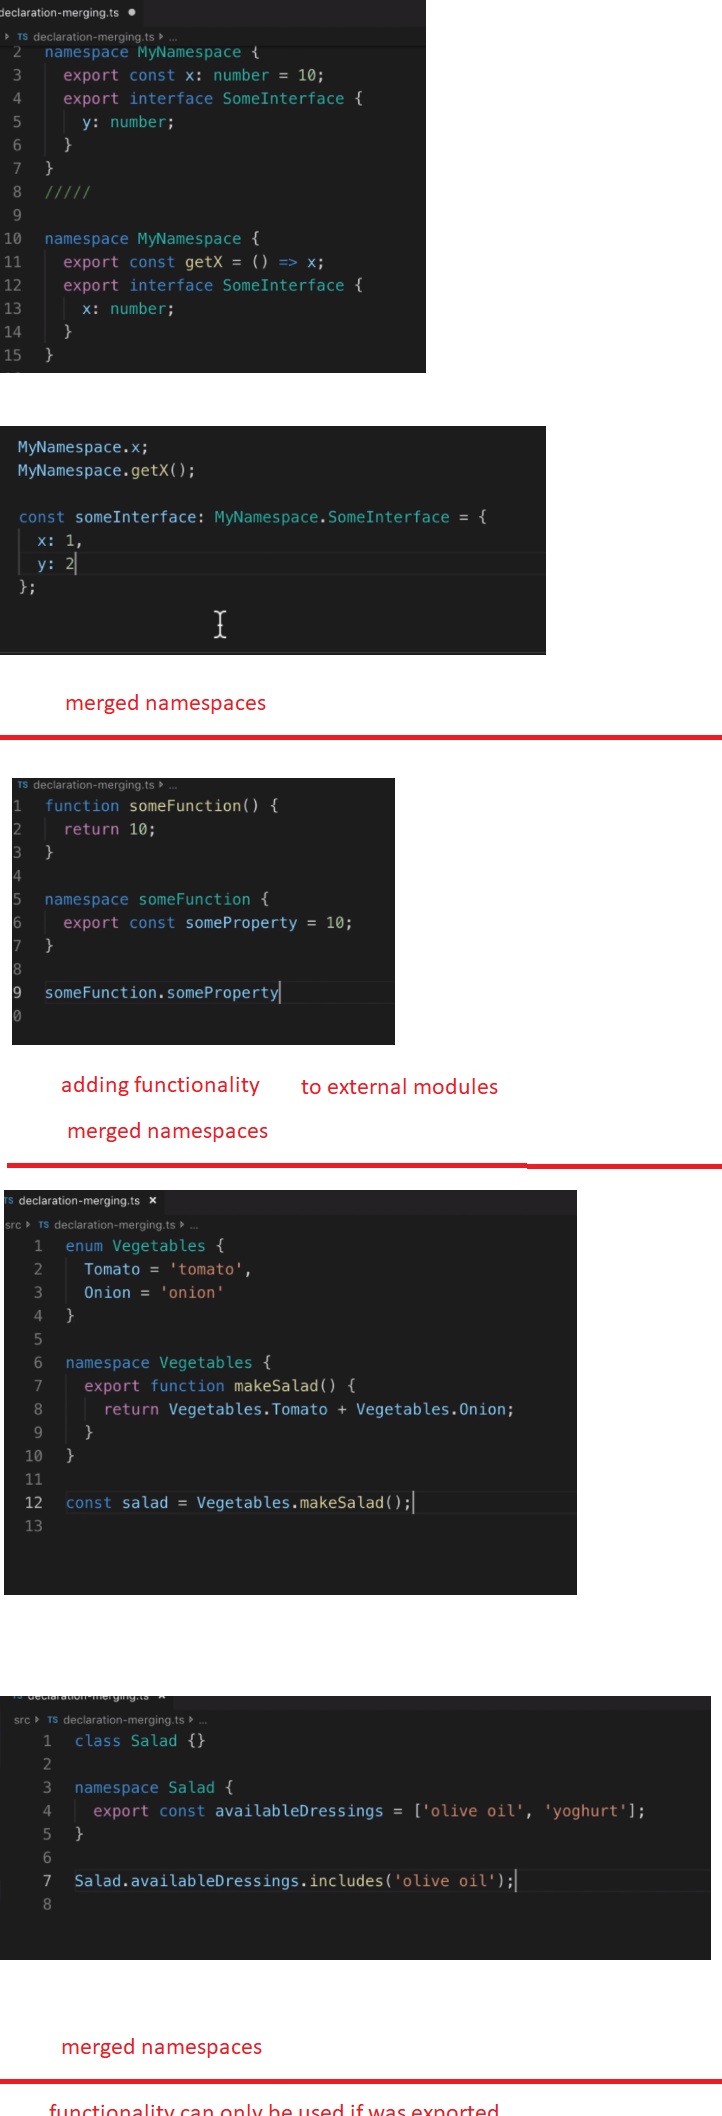 declaration-merging.ts
TS declaration-merging.ts ...
2 namespace MyNamespace {
3 export const x: number = 10;
4 export interface SomeInterface {
5 y: number;
6 }
7 }
8 /////
9
10 namespace MyNamespace {
11 export const getX = () => x;
12 export interface SomeInterface {
13 x: number;
14 }
15 }
MyNamespace.x;
MyNamespace.getX();
const someInterface: MyNamespace.SomeInterface = {
x: 1,
y: 2
};
merged namespaces
TS declaration-merging.ts ...
1 function someFunction() {
2 return 10;
3 }
4
5 namespace someFunction {
6 export const someProperty = 10;
7 }
8
9 someFunction.someProperty
0
adding functionality to external modules
merged namespaces
TS declaration-merging.ts ×
src TS declaration-merging.ts ...
1 enum Vegetables {
2 Tomato = 'tomato',
3 Onion = 'onion'
4 }
5
6 namespace Vegetables {
7 export function makeSalad() {
8 return Vegetables.Tomato + Vegetables.Onion;
9 }
10 }
11
12 const salad = Vegetables.makeSalad();
13
TS declaration-merging.ts ×
src TS declaration-merging.ts ...
1 class Salad {}
2
3 namespace Salad {
4 export const availableDressings = ['olive oil', 'yoghurt'];
5 }
6
7 Salad.availableDressings.includes('olive oil');
8
merged namespaces
functionality can only be used if was exported